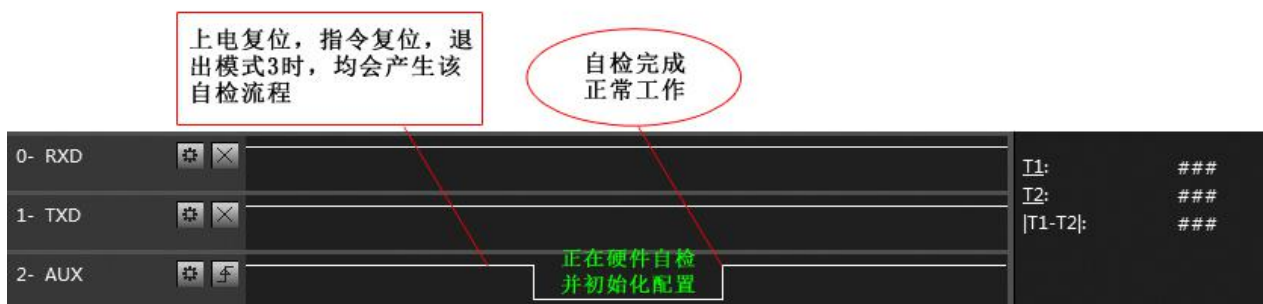 上电复位，指令复位，退
出模式3时，均会产生该
自检流程
自检完成
正常工作
0- RXD
T1: ###
T2: ###
1- TXD
|T1-T2|: ###
正在硬件自检
2- AUX
并初始化配置